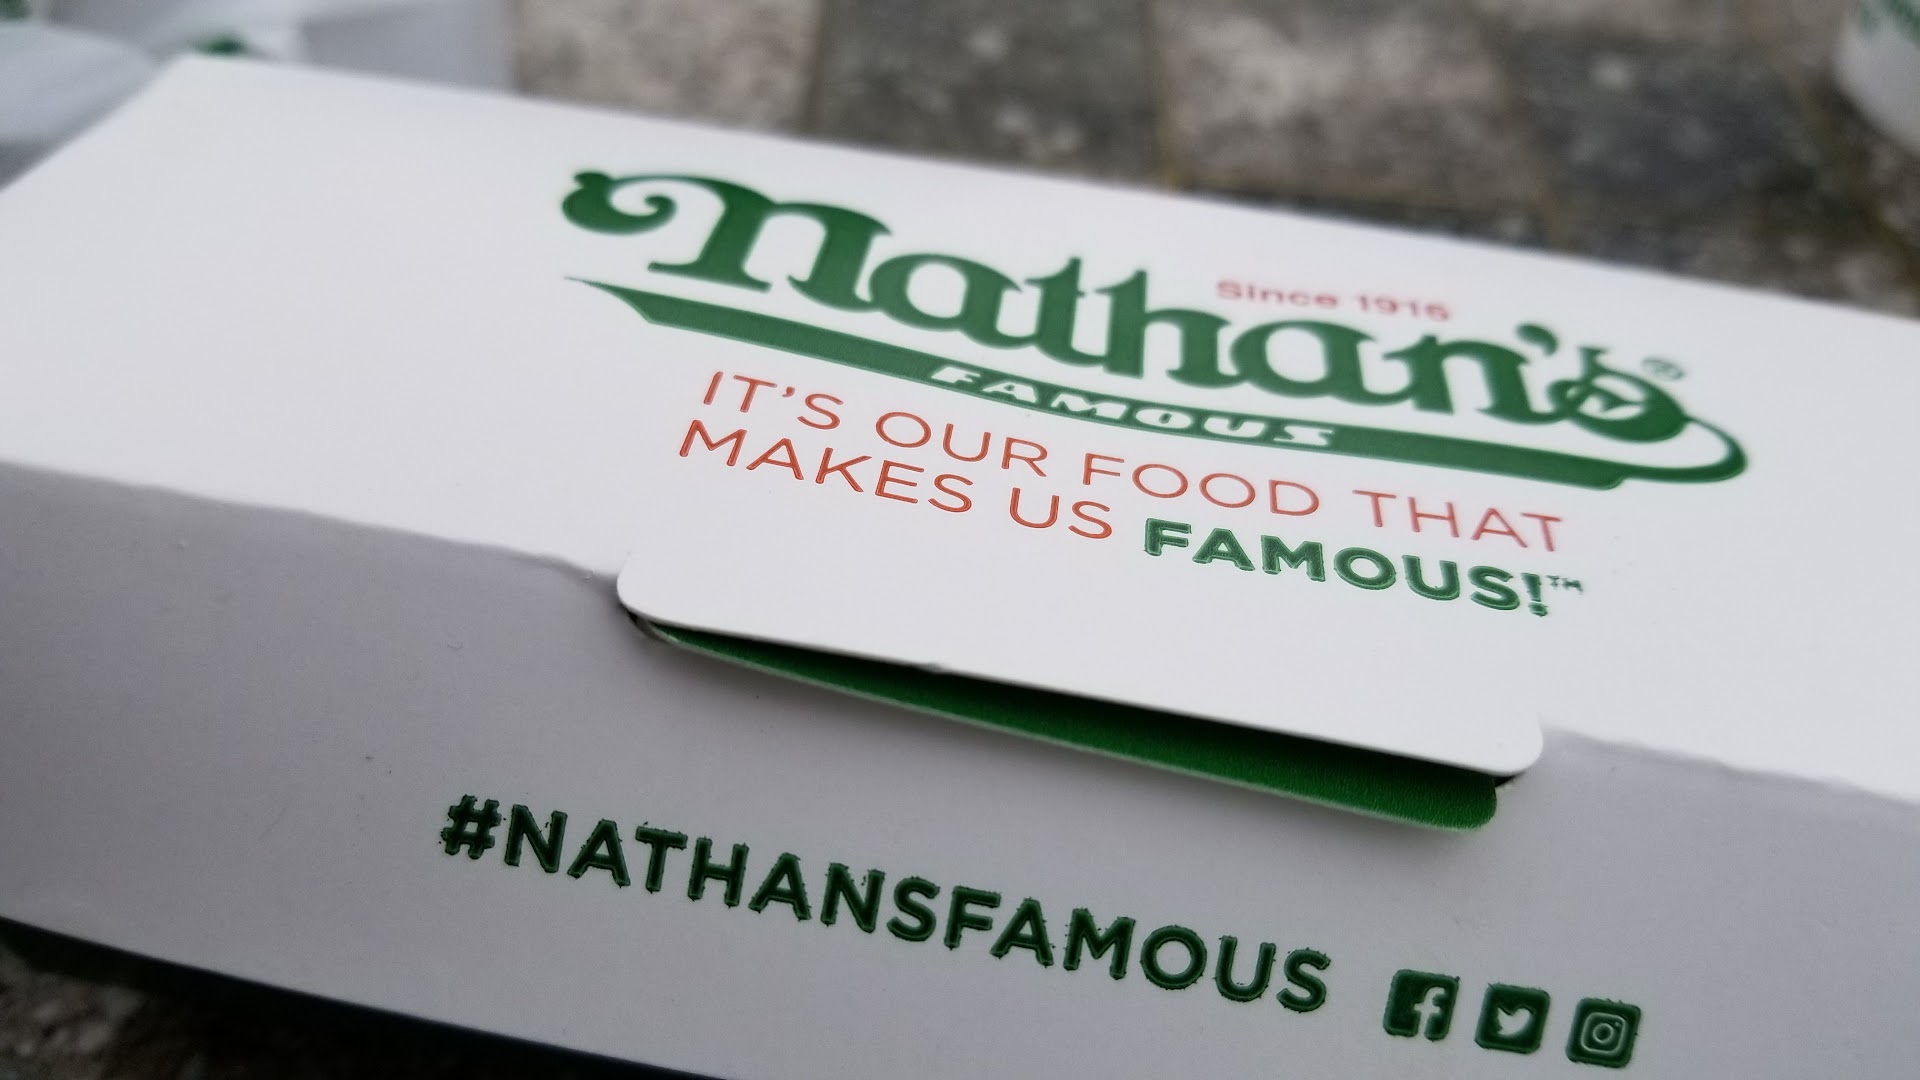 Since 1916
Nathan's®
FAMOUS
IT'S OUR FOOD THAT
MAKES US FAMOUS!™
#NATHANSFAMOUS